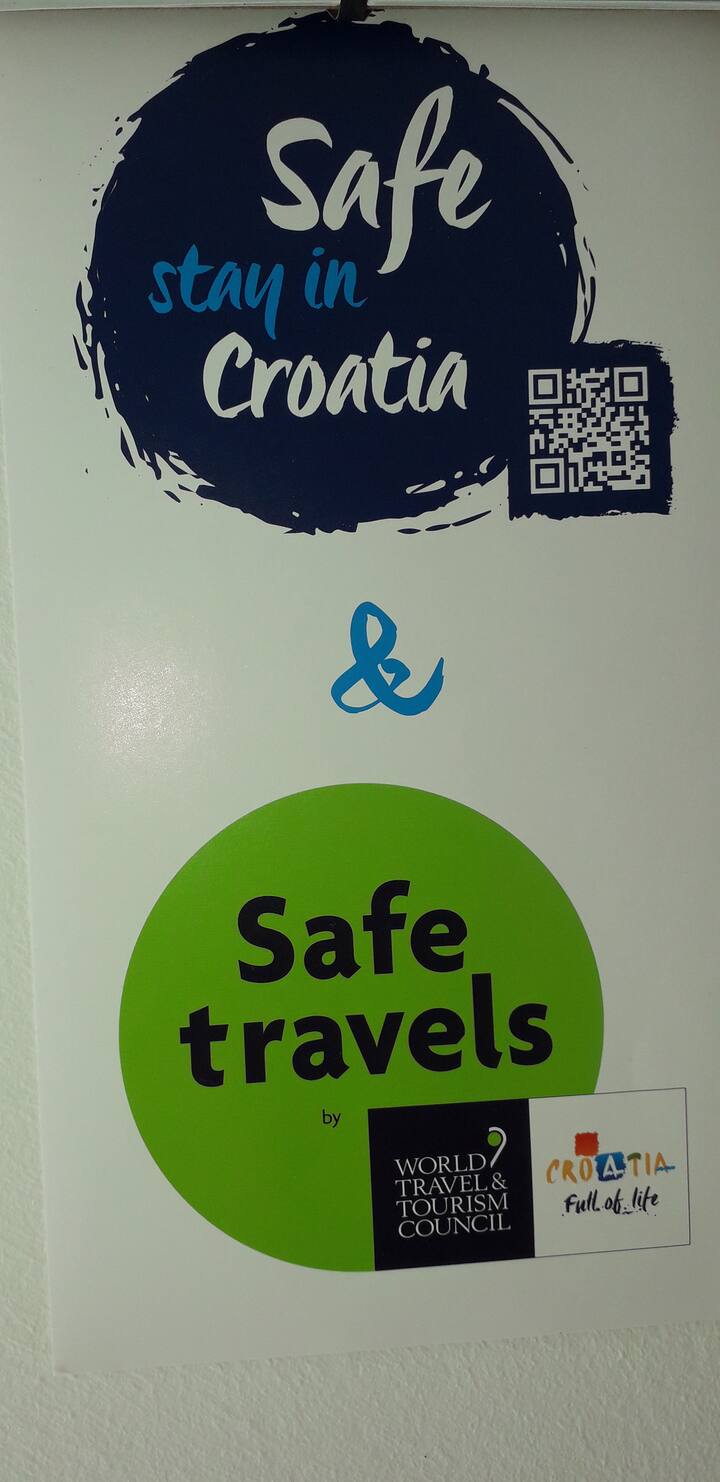 Safe
stay in
Croatia
&
Safe
travels
by
WORLD
TRAVEL &
TOURISM
COUNCIL
CROATIA
Full of life